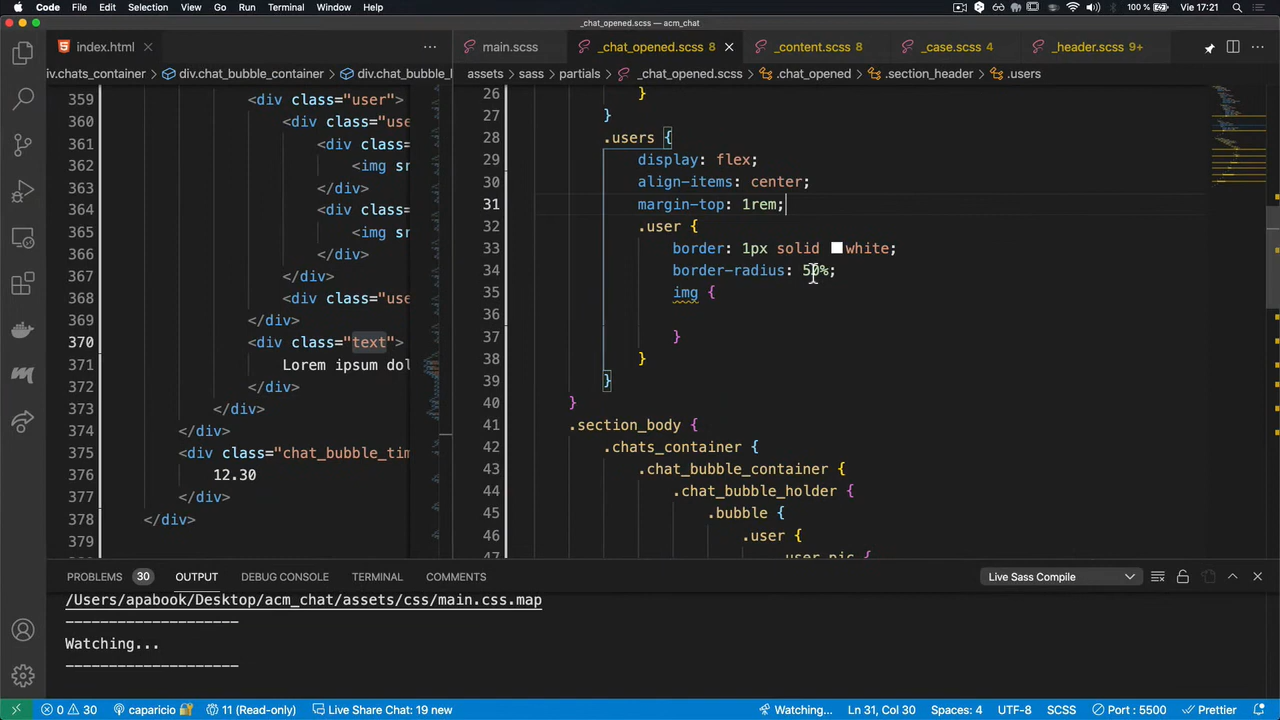 Code File Edit Selection View Go Run Terminal Window Help 100 % Ven 17:21
_chat_opened.scss — acm_chat
index.html
main.scss _chat_opened.scss 8 _content.scss 8 _case.scss 4 _header.scss 9+
iv.chats_container > div.chat_bubble_container > div.chat_bubble_l
assets > sass > partials > _chat_opened.scss > .chat_opened > .section_header > .users
359 <div class="user">
360 <div class="use
361 <div class=
362 <img sr
363 </div>
364 <div class=
365 <img sr
366 </div>
367 </div>
368 <div class="use
369 </div>
370 <div class="text">
371 Lorem ipsum dol
372 </div>
373 </div>
374 </div>
375 <div class="chat_bubble_tim
376 12.30
377 </div>
378 </div>
379
26 }
27 }
28 .users {
29 display: flex;
30 align-items: center;
31 margin-top: 1rem;
32 .user {
33 border: 1px solid white;
34 border-radius: 50%;
35 img {
36
37 }
38 }
39 }
40 }
41 .section_body {
42 .chats_container {
43 .chat_bubble_container {
44 .chat_bubble_holder {
45 .bubble {
46 .user {
47 .user_pic {
PROBLEMS 30 OUTPUT DEBUG CONSOLE TERMINAL COMMENTS Live Sass Compile
/Users/apabook/Desktop/acm_chat/assets/css/main.css.map
--------------------
Watching...
--------------------
0 30 caparicio 11 (Read-only) Live Share Chat: 19 new Watching... Ln 31, Col 30 Spaces: 4 UTF-8 LF SCSS Port : 5500 Prettier